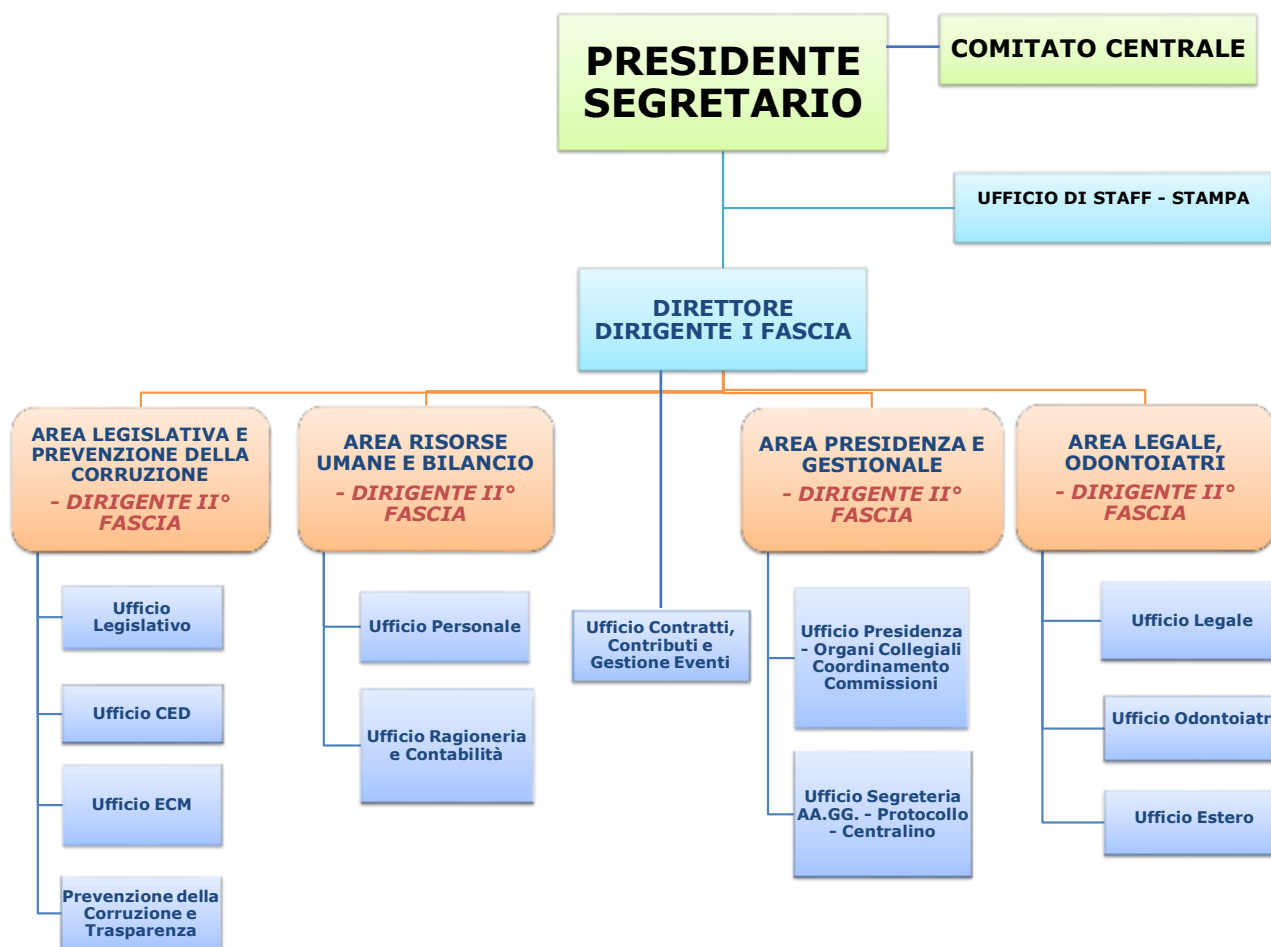 PRESIDENTE
SEGRETARIO
COMITATO CENTRALE
UFFICIO DI STAFF - STAMPA
DIRETTORE
DIRIGENTE I FASCIA
AREA LEGISLATIVA E
PREVENZIONE DELLA
CORRUZIONE
- DIRIGENTE II°
FASCIA
AREA RISORSE
UMANE E BILANCIO
- DIRIGENTE II°
FASCIA
AREA PRESIDENZA E
GESTIONALE
- DIRIGENTE II°
FASCIA
AREA LEGALE,
ODONTOIATRI
- DIRIGENTE II°
FASCIA
Ufficio
Legislativo
Ufficio CED
Ufficio ECM
Prevenzione della
Corruzione e
Trasparenza
Ufficio Personale
Ufficio Ragioneria
e Contabilità
Ufficio Contratti,
Contributi e
Gestione Eventi
Ufficio Presidenza
- Organi Collegiali
Coordinamento
Commissioni
Ufficio Segreteria
AA.GG. - Protocollo
- Centralino
Ufficio Legale
Ufficio Odontoiatri
Ufficio Estero